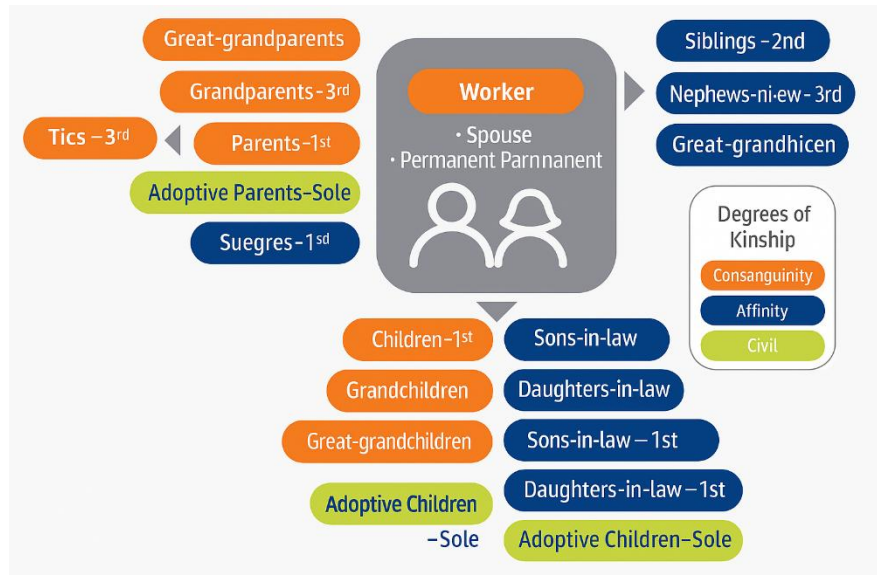 Great-grandparents
Grandparents-3rd
Tics-3rd
Parents-1st
Adoptive Parents-Sole
Suegres-1sd
Worker
· Spouse
· Permanent Parnnanent
Siblings-2nd
Nephews-ni·ew-3rd
Great-grandhicen
Degrees of
Kinship
Consanguinity
Affinity
Civil
Children-1st
Grandchildren
Great-grandchildren
Adoptive Children
-Sole
Sons-in-law
Daughters-in-law
Sons-in-law-1st
Daughters-in-law-1st
Adoptive Children-Sole